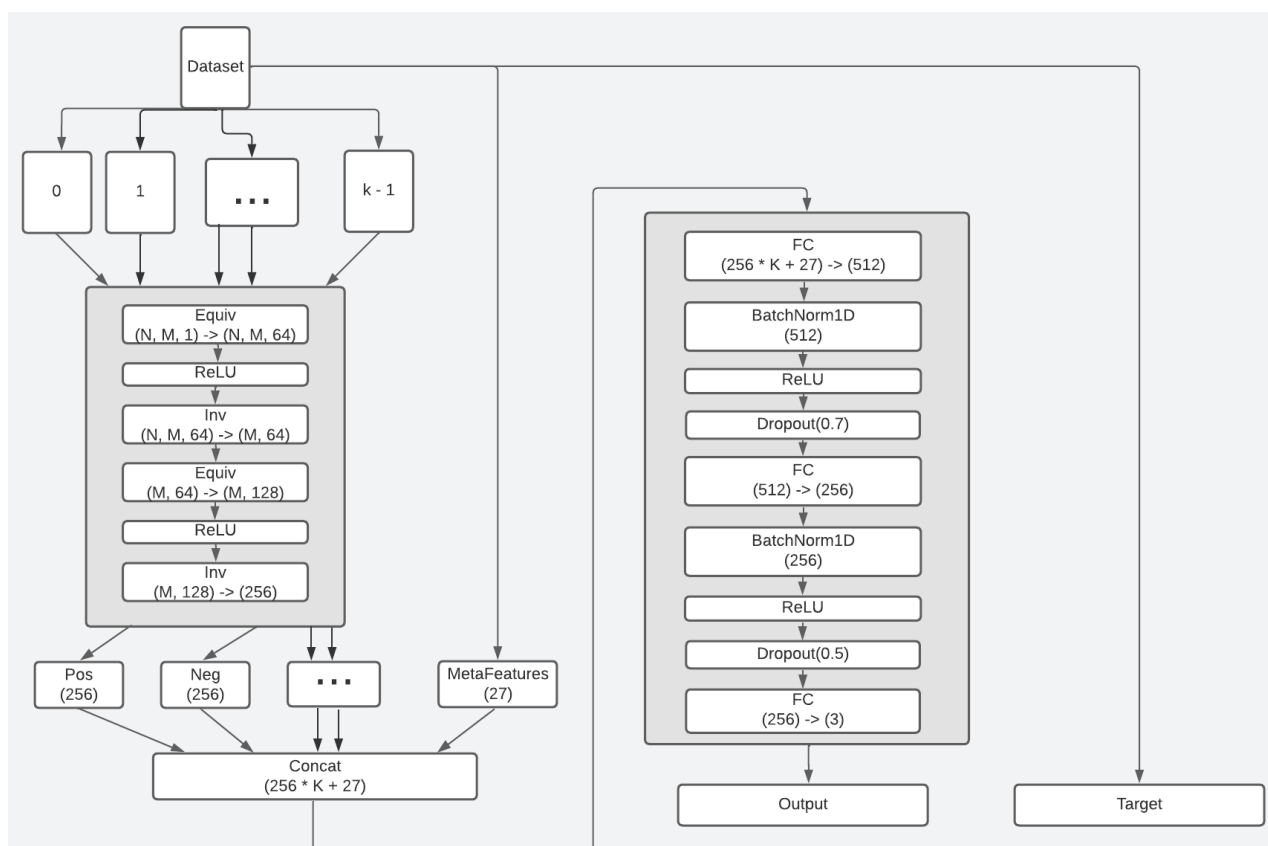 Dataset
0
1
...
k - 1
Equiv
(N, M, 1) -> (N, M, 64)
ReLU
Inv
(N, M, 64) -> (M, 64)
Equiv
(M, 64) -> (M, 128)
ReLU
Inv
(M, 128) -> (256)
Pos
(256)
Neg
(256)
...
MetaFeatures
(27)
Concat
(256 * K + 27)
FC
(256 * K + 27) -> (512)
BatchNorm1D
(512)
ReLU
Dropout(0.7)
FC
(512) -> (256)
BatchNorm1D
(256)
ReLU
Dropout(0.5)
FC
(256) -> (3)
Output
Target